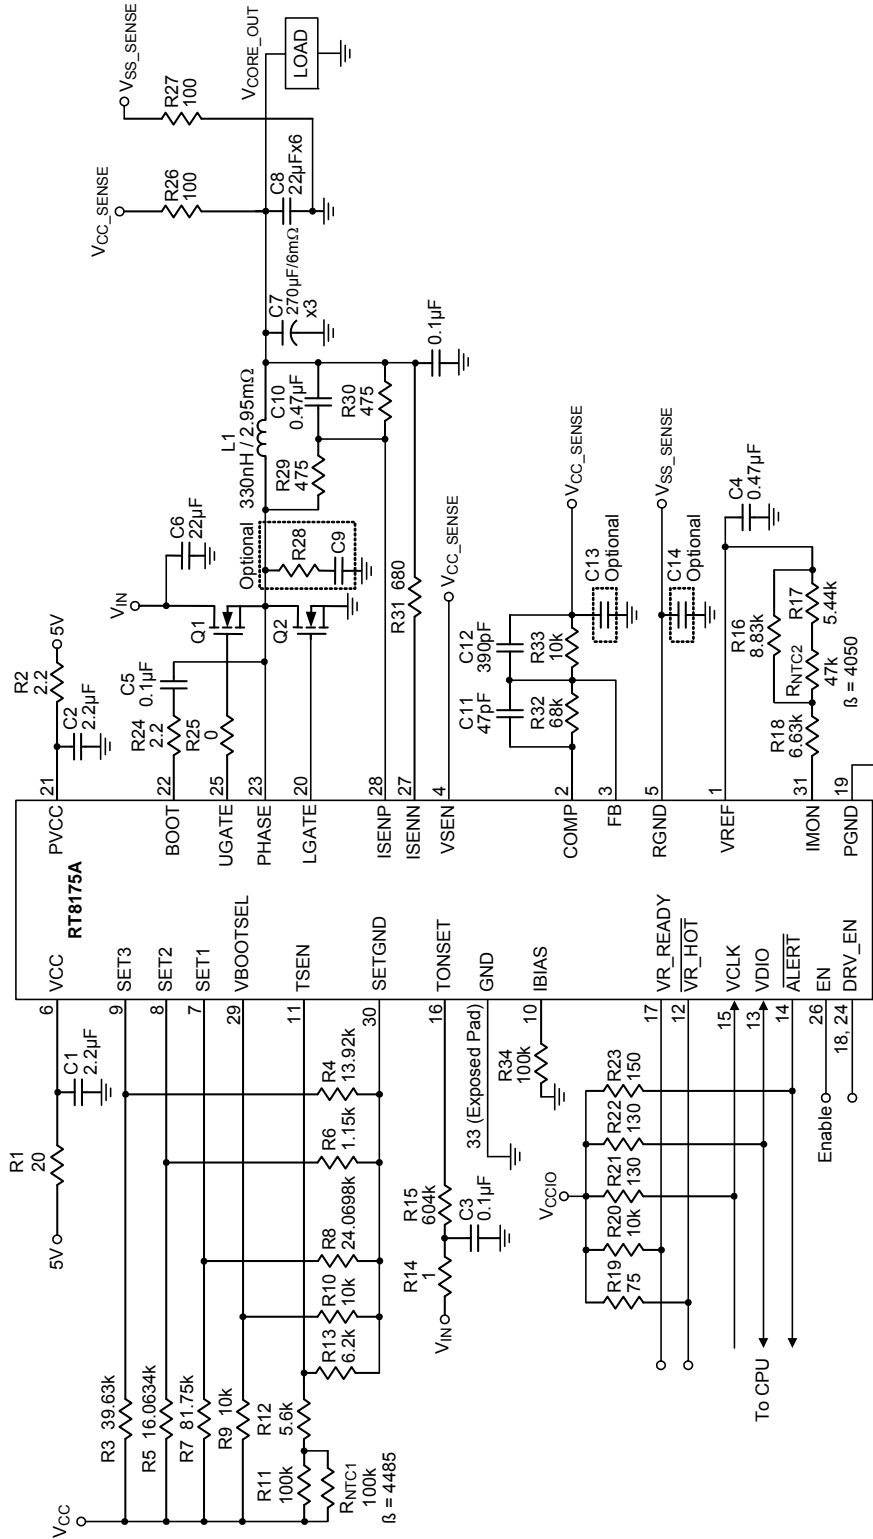 RT8175A
5V
R1
20
C1
2.2µF
6
VCC
VCC
R3 39.63k
R4
13.92k
9
SET3
R5 16.0634k
R6
1.15k
8
SET2
R7 81.75k
R8
24.0698k
7
SET1
R9 10k
R10
10k
29
VBOOTSEL
R11
100k
RNTC1
100k
ß = 4485
R12
5.6k
R13
6.2k
11
TSEN
30
SETGND
VIN
R14
1
R15
604k
C3
0.1µF
16
TONSET
33 (Exposed Pad)
GND
R34
100k
10
IBIAS
VCCIO
R19
75
R20
10k
R21
130
R22
130
R23
150
17
VR_READY
12
VR_HOT
15
VCLK
To CPU
13
VDIO
14
ALERT
Enable
26
EN
18, 24
DRV_EN
PVCC
21
C2
2.2µF
R2
2.2
5V
BOOT
22
R24
2.2
C5
0.1µF
UGATE
25
R25
0
PHASE
23
LGATE
20
VIN
C6
22µF
Q1
Q2
Optional
R28
C9
L1
330nH / 2.95mΩ
R29
475
C10
0.47µF
R30
475
C7
270µF/6mΩ
x3
C8
22µFx6
VCC_SENSE
R26
100
VSS_SENSE
R27
100
VCORE_OUT
LOAD
ISENP
28
ISENN
27
R31 680
0.1µF
VSEN
4
VCC_SENSE
COMP
2
C11
47pF
R32
68k
C12
390pF
R33
10k
C13
Optional
VCC_SENSE
FB
3
RGND
5
C14
Optional
VSS_SENSE
VREF
1
C4
0.47µF
IMON
31
R18
6.63k
R16
8.83k
RNTC2
47k
ß = 4050
R17
5.44k
PGND
19